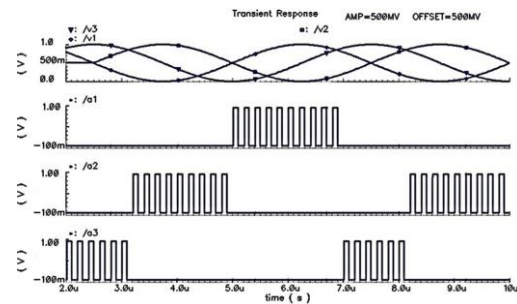 Transient Response
AMP=500MV OFFSET=500MV
▼: /v3
◆: /v1
■: /v2
1.0
500m
0.0
(V)
•: /a1
1.00
-100m
(V)
•: /a2
1.00
-100m
(V)
•: /a3
1.00
-100m
(V)
2.0u 3.0u 4.0u 5.0u 6.0u 7.0u 8.0u 9.0u 10u
time ( s )